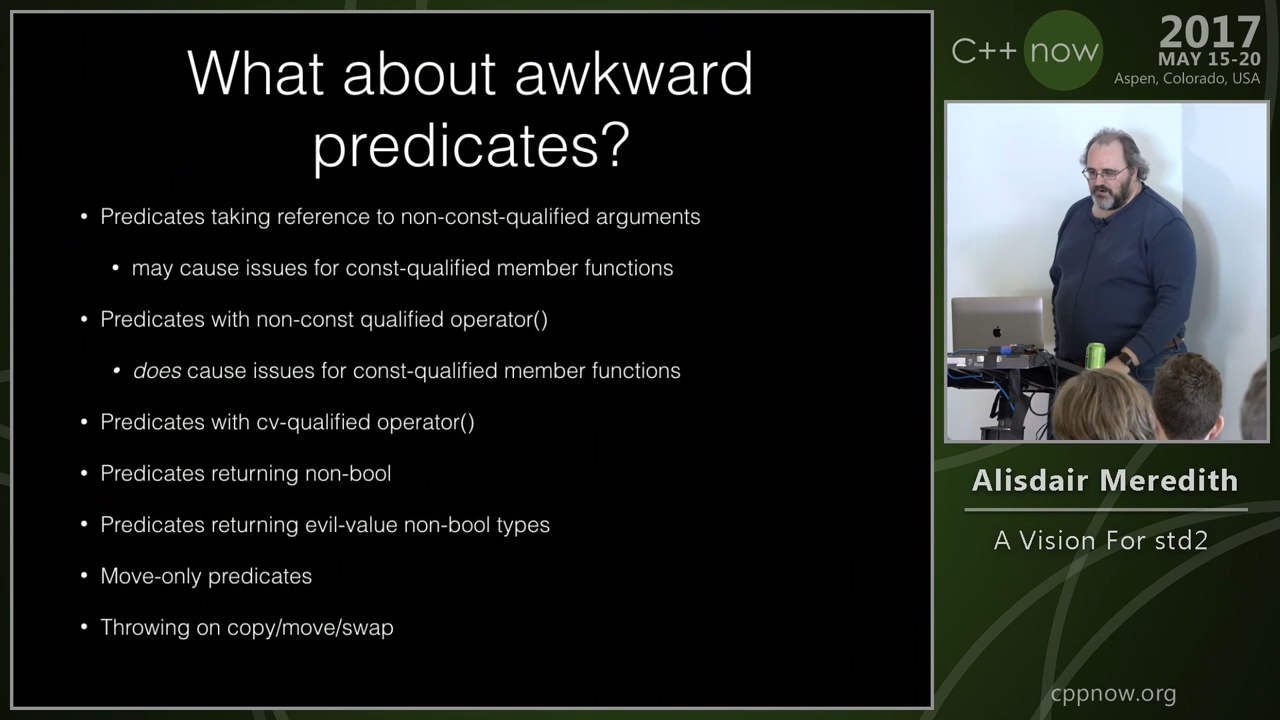 What about awkward
predicates?
• Predicates taking reference to non-const-qualified arguments
• may cause issues for const-qualified member functions
• Predicates with non-const qualified operator()
• does cause issues for const-qualified member functions
• Predicates with cv-qualified operator()
• Predicates returning non-bool
• Predicates returning evil-value non-bool types
• Move-only predicates
• Throwing on copy/move/swap
C++ now
2017
MAY 15-20
Aspen, Colorado, USA
Alisdair Meredith
A Vision For std2
cppnow.org